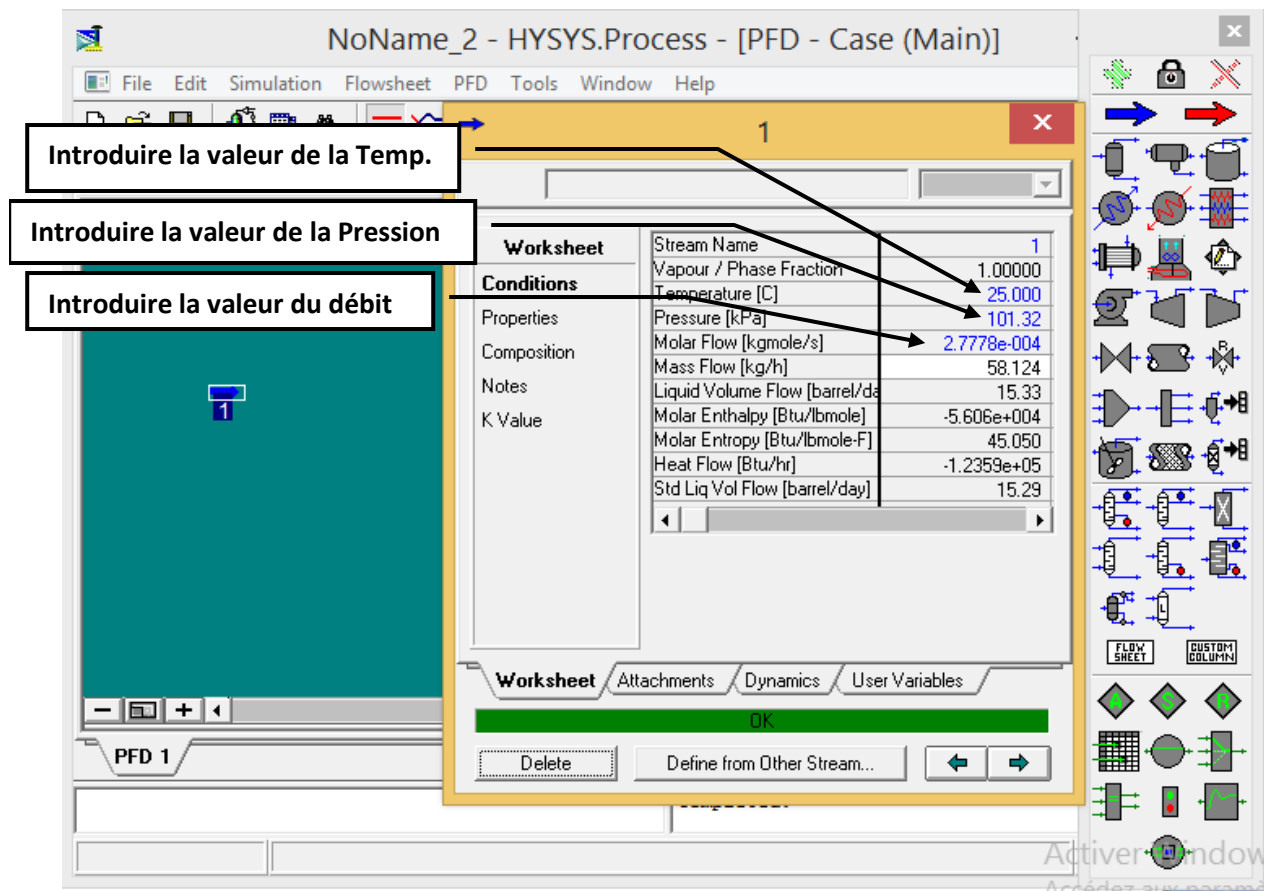 NoName_2 - HYSYS.Process - [PFD - Case (Main)]
File Edit Simulation Flowsheet PFD Tools Window Help
1
Introduire la valeur de la Temp.
Introduire la valeur de la Pression
Introduire la valeur du débit
Worksheet
Conditions
Properties
Composition
Notes
K Value
Stream Name 1
Vapour / Phase Fraction 1.00000
Temperature [C] 25.000
Pressure [kPa] 101.32
Molar Flow [kgmole/s] 2.7778e-004
Mass Flow [kg/h] 58.124
Liquid Volume Flow [barrel/da 15.33
Molar Enthalpy [Btu/lbmole] -5.606e+004
Molar Entropy [Btu/lbmole-F] 45.050
Heat Flow [Btu/hr] -1.2359e+05
Std Liq Vol Flow [barrel/day] 15.29
1
Worksheet Attachments Dynamics User Variables
OK
Delete Define from Other Stream...
PFD 1
FLOW SHEET
CUSTOM COLUMN
A S R
Activer Window
Accédez aux paramè